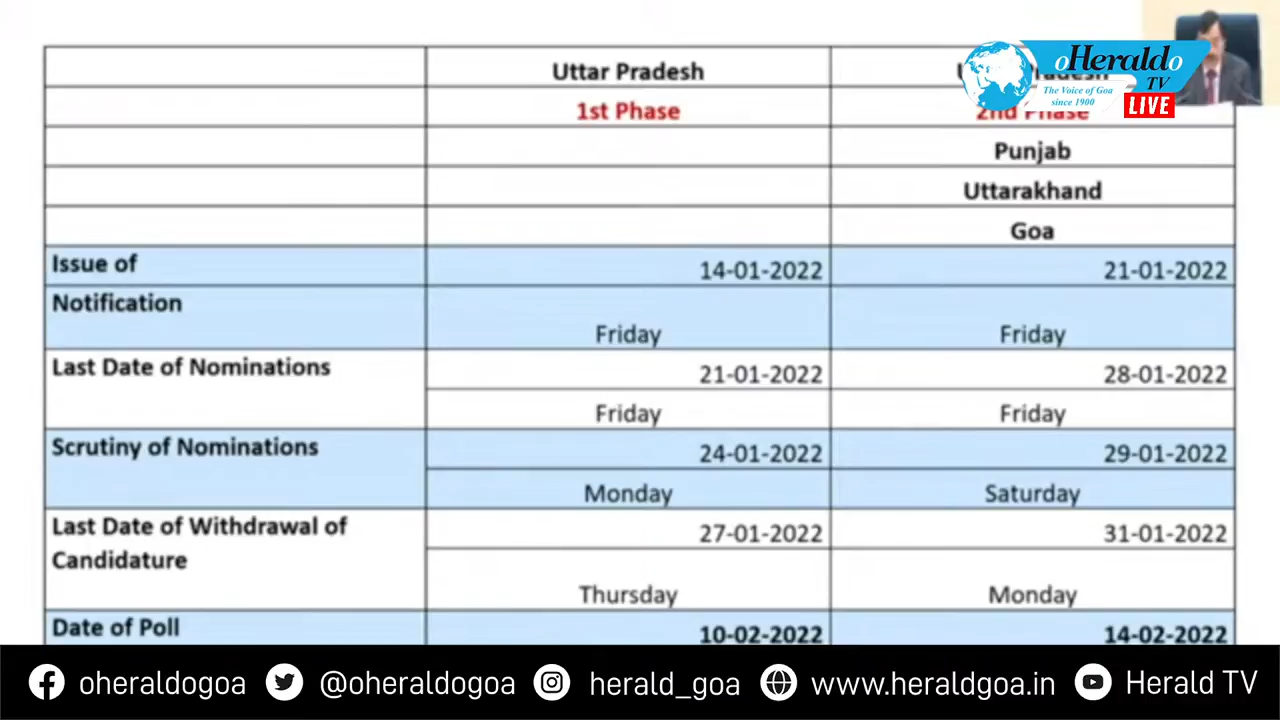 Uttar Pradesh
oHeraldo
TV
The Voice of Goa
since 1900
LIVE
1st Phase
2nd Phase
Punjab
Uttarakhand
Goa
Issue of
14-01-2022
21-01-2022
Notification
Friday
Friday
Last Date of Nominations
21-01-2022
28-01-2022
Friday
Friday
Scrutiny of Nominations
24-01-2022
29-01-2022
Monday
Saturday
Last Date of Withdrawal of
Candidature
27-01-2022
31-01-2022
Thursday
Monday
Date of Poll
10-02-2022
14-02-2022
oheraldogoa
@oheraldogoa
herald_goa
www.heraldgoa.in
Herald TV